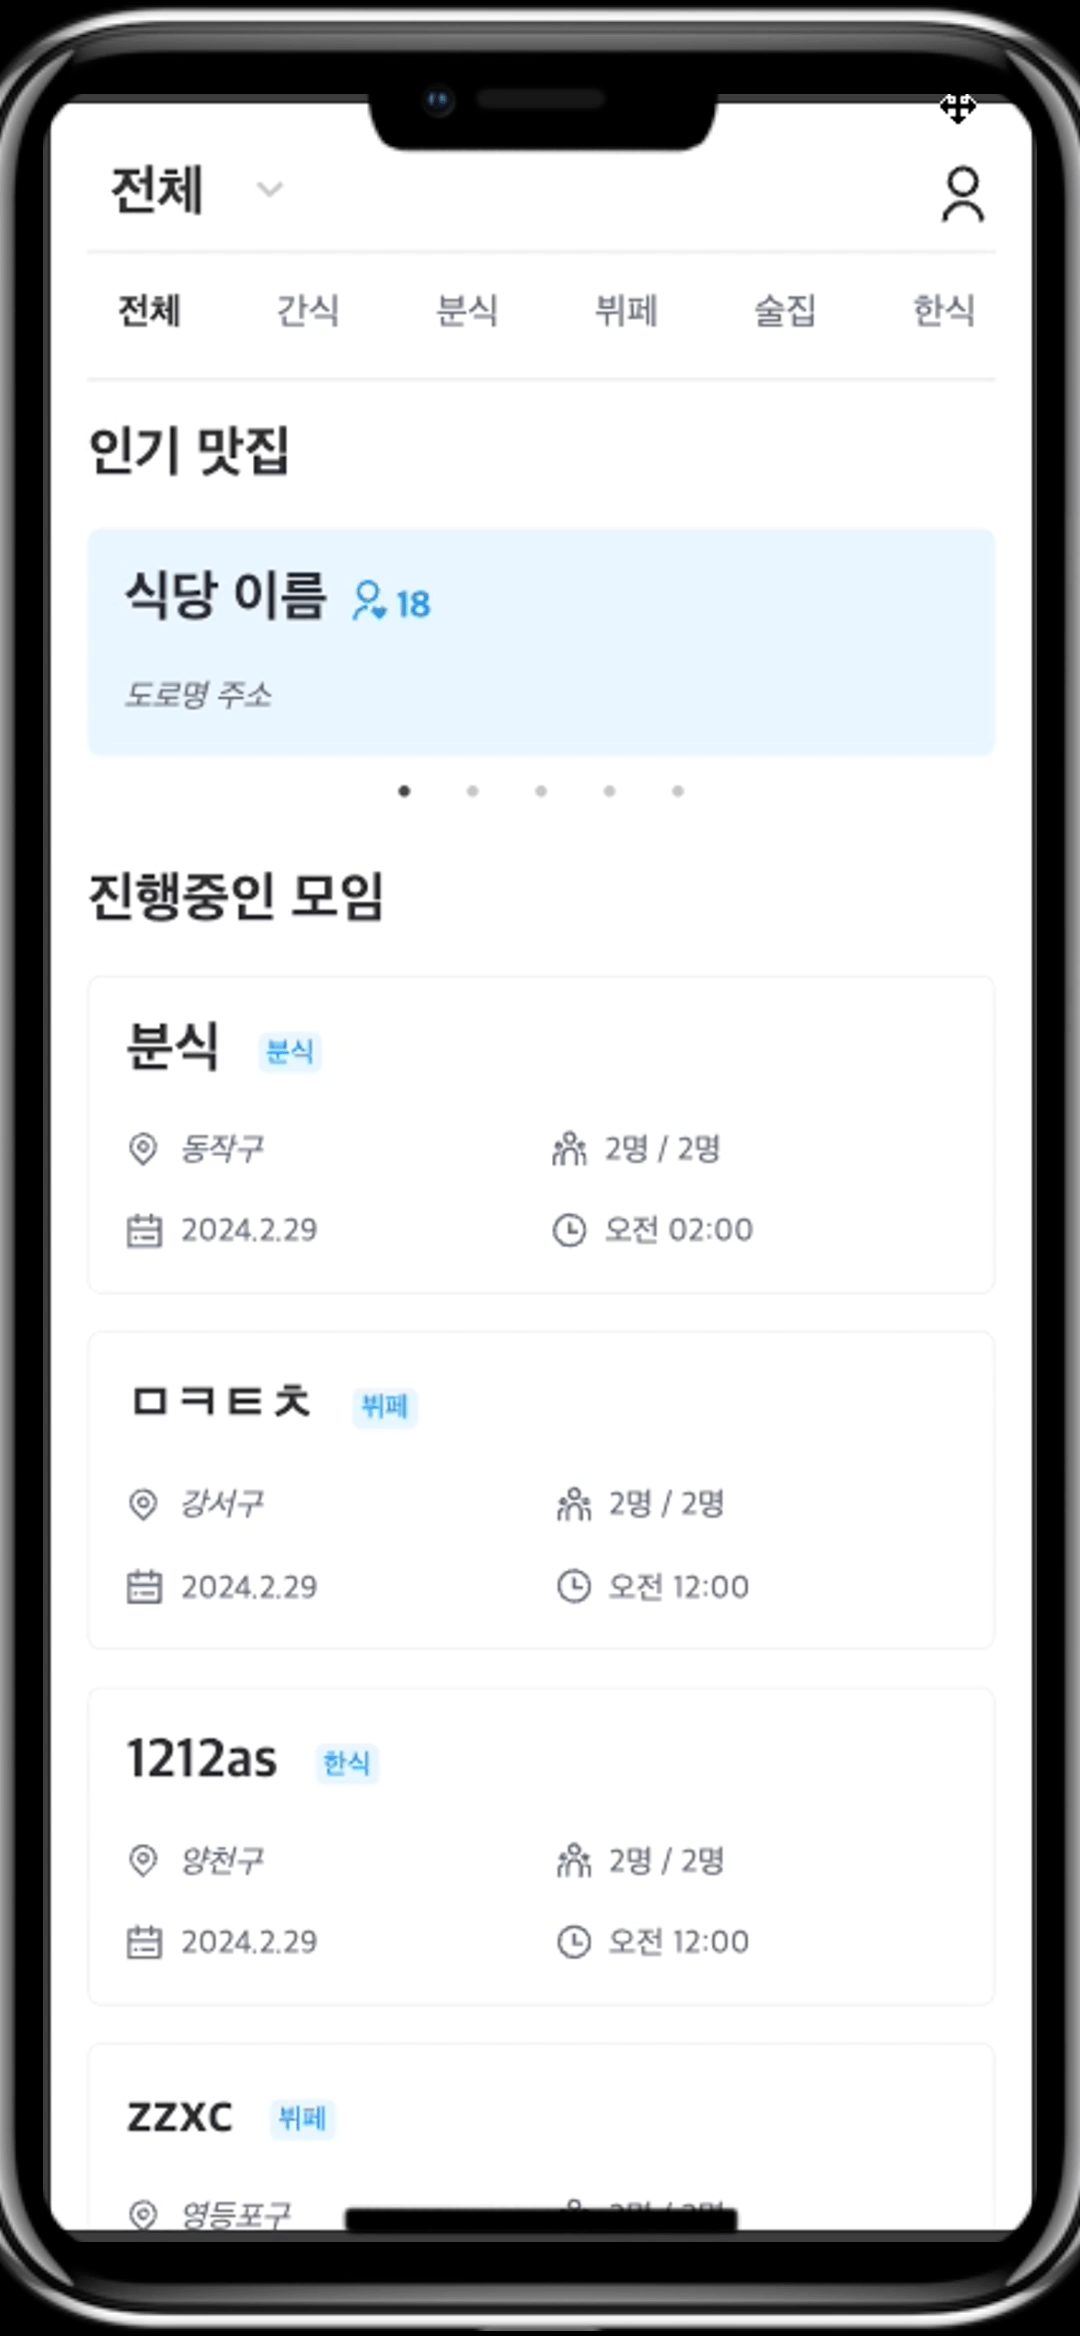 전체
전체 간식 분식 뷔페 술집 한식
인기 맛집
식당 이름 18
도로명 주소
진행중인 모임
분식 분식
동작구 2명 / 2명
2024.2.29 오전 02:00
ㅁㅋㅌㅊ 뷔페
강서구 2명 / 2명
2024.2.29 오전 12:00
1212as 한식
양천구 2명 / 2명
2024.2.29 오전 12:00
zzxc 뷔페
영등포구